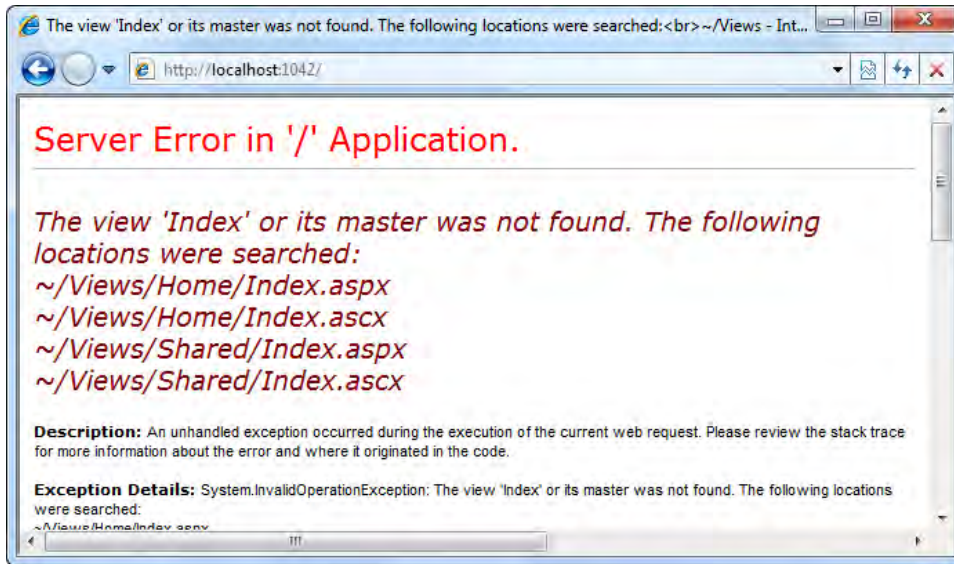 The view 'Index' or its master was not found. The following locations were searched:<br>~/Views - Int...
http://localhost:1042/
Server Error in '/' Application.
The view 'Index' or its master was not found. The following
locations were searched:
~/Views/Home/Index.aspx
~/Views/Home/Index.ascx
~/Views/Shared/Index.aspx
~/Views/Shared/Index.ascx
Description: An unhandled exception occurred during the execution of the current web request. Please review the stack trace
for more information about the error and where it originated in the code.
Exception Details: System.InvalidOperationException: The view 'Index' or its master was not found. The following locations
were searched:
~/Views/Home/Index.aspx